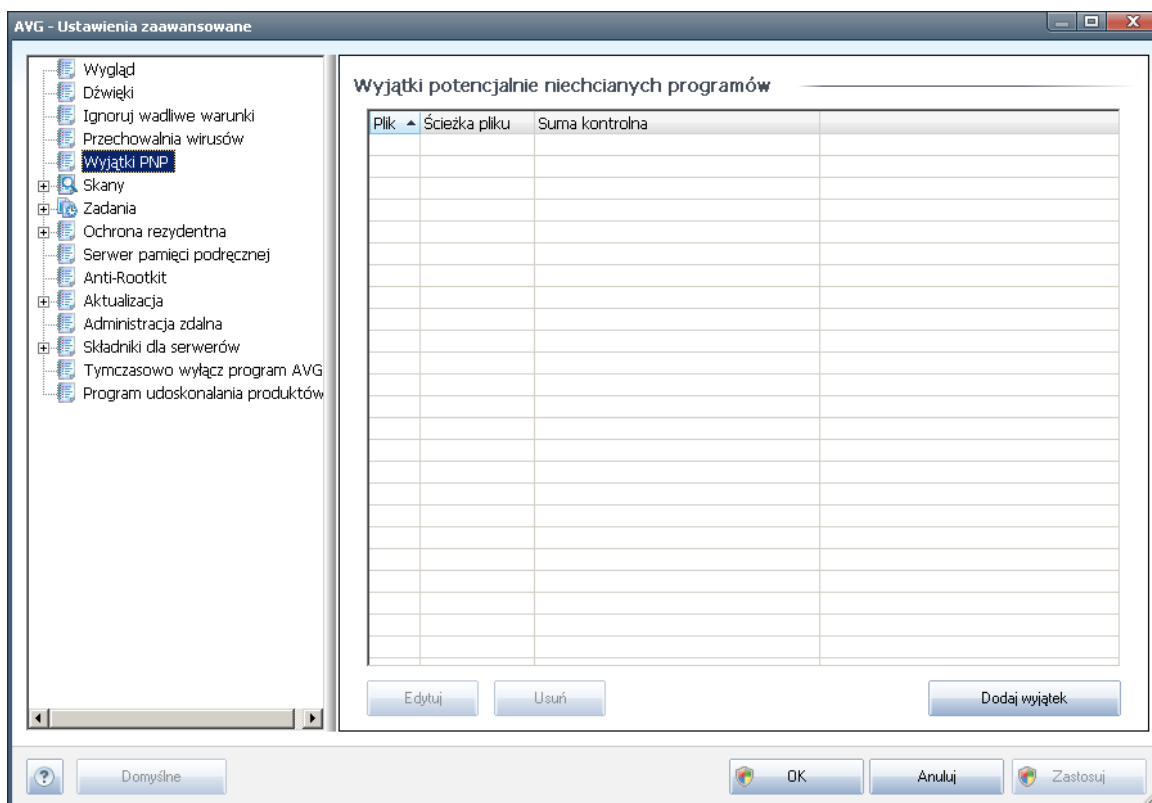 AVG - Ustawienia zaawansowane
Wygląd
Dźwięki
Ignoruj wadliwe warunki
Przechowalnia wirusów
Wyjątki PNP
Skany
Zadania
Ochrona rezydentna
Serwer pamięci podręcznej
Anti-Rootkit
Aktualizacja
Administracja zdalna
Składniki dla serwerów
Tymczasowo wyłącz program AVG
Program udoskonalania produktów
Wyjątki potencjalnie niechcianych programów
Plik Ścieżka pliku Suma kontrolna
Edytuj Usuń Dodaj wyjątek
? Domyślne OK Anuluj Zastosuj